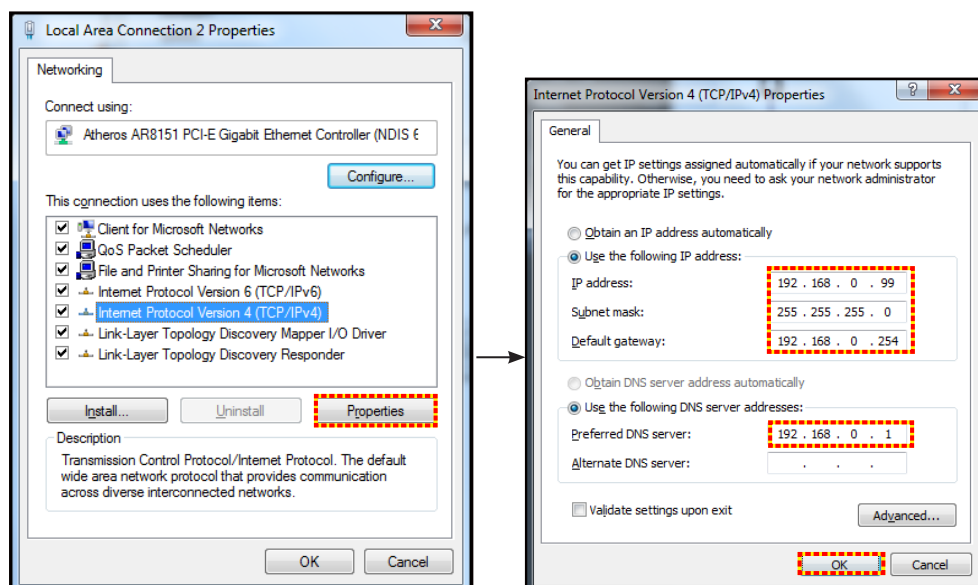 Local Area Connection 2 Properties
Networking
Connect using:
Atheros AR8151 PCI-E Gigabit Ethernet Controller (NDIS 6
Configure...
This connection uses the following items:
Client for Microsoft Networks
QoS Packet Scheduler
File and Printer Sharing for Microsoft Networks
Internet Protocol Version 6 (TCP/IPv6)
Internet Protocol Version 4 (TCP/IPv4)
Link-Layer Topology Discovery Mapper I/O Driver
Link-Layer Topology Discovery Responder
Install...
Uninstall
Properties
Description
Transmission Control Protocol/Internet Protocol. The default
wide area network protocol that provides communication
across diverse interconnected networks.
OK
Cancel
Internet Protocol Version 4 (TCP/IPv4) Properties
General
You can get IP settings assigned automatically if your network supports
this capability. Otherwise, you need to ask your network administrator
for the appropriate IP settings.
Obtain an IP address automatically
Use the following IP address:
IP address: 192 . 168 . 0 . 99
Subnet mask: 255 . 255 . 255 . 0
Default gateway: 192 . 168 . 0 . 254
Obtain DNS server address automatically
Use the following DNS server addresses:
Preferred DNS server: 192 . 168 . 0 . 1
Alternate DNS server: . . .
Validate settings upon exit
Advanced...
OK
Cancel